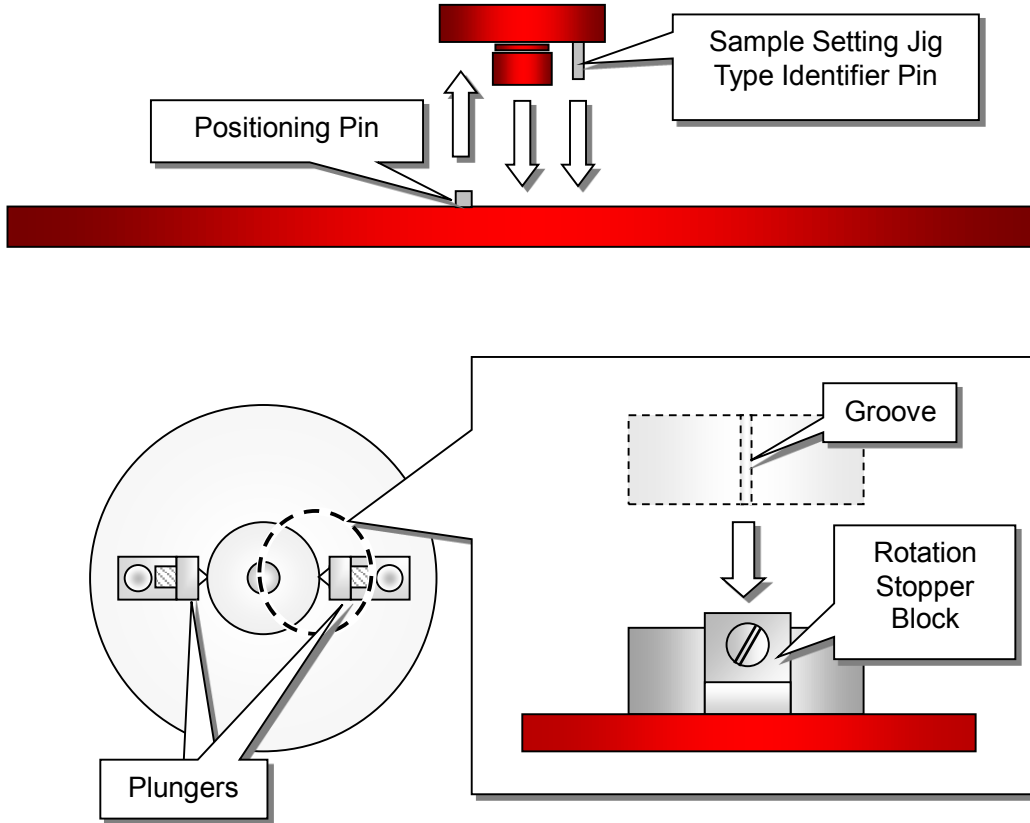 Sample Setting Jig
Type Identifier Pin
Positioning Pin
Groove
Rotation
Stopper
Block
Plungers